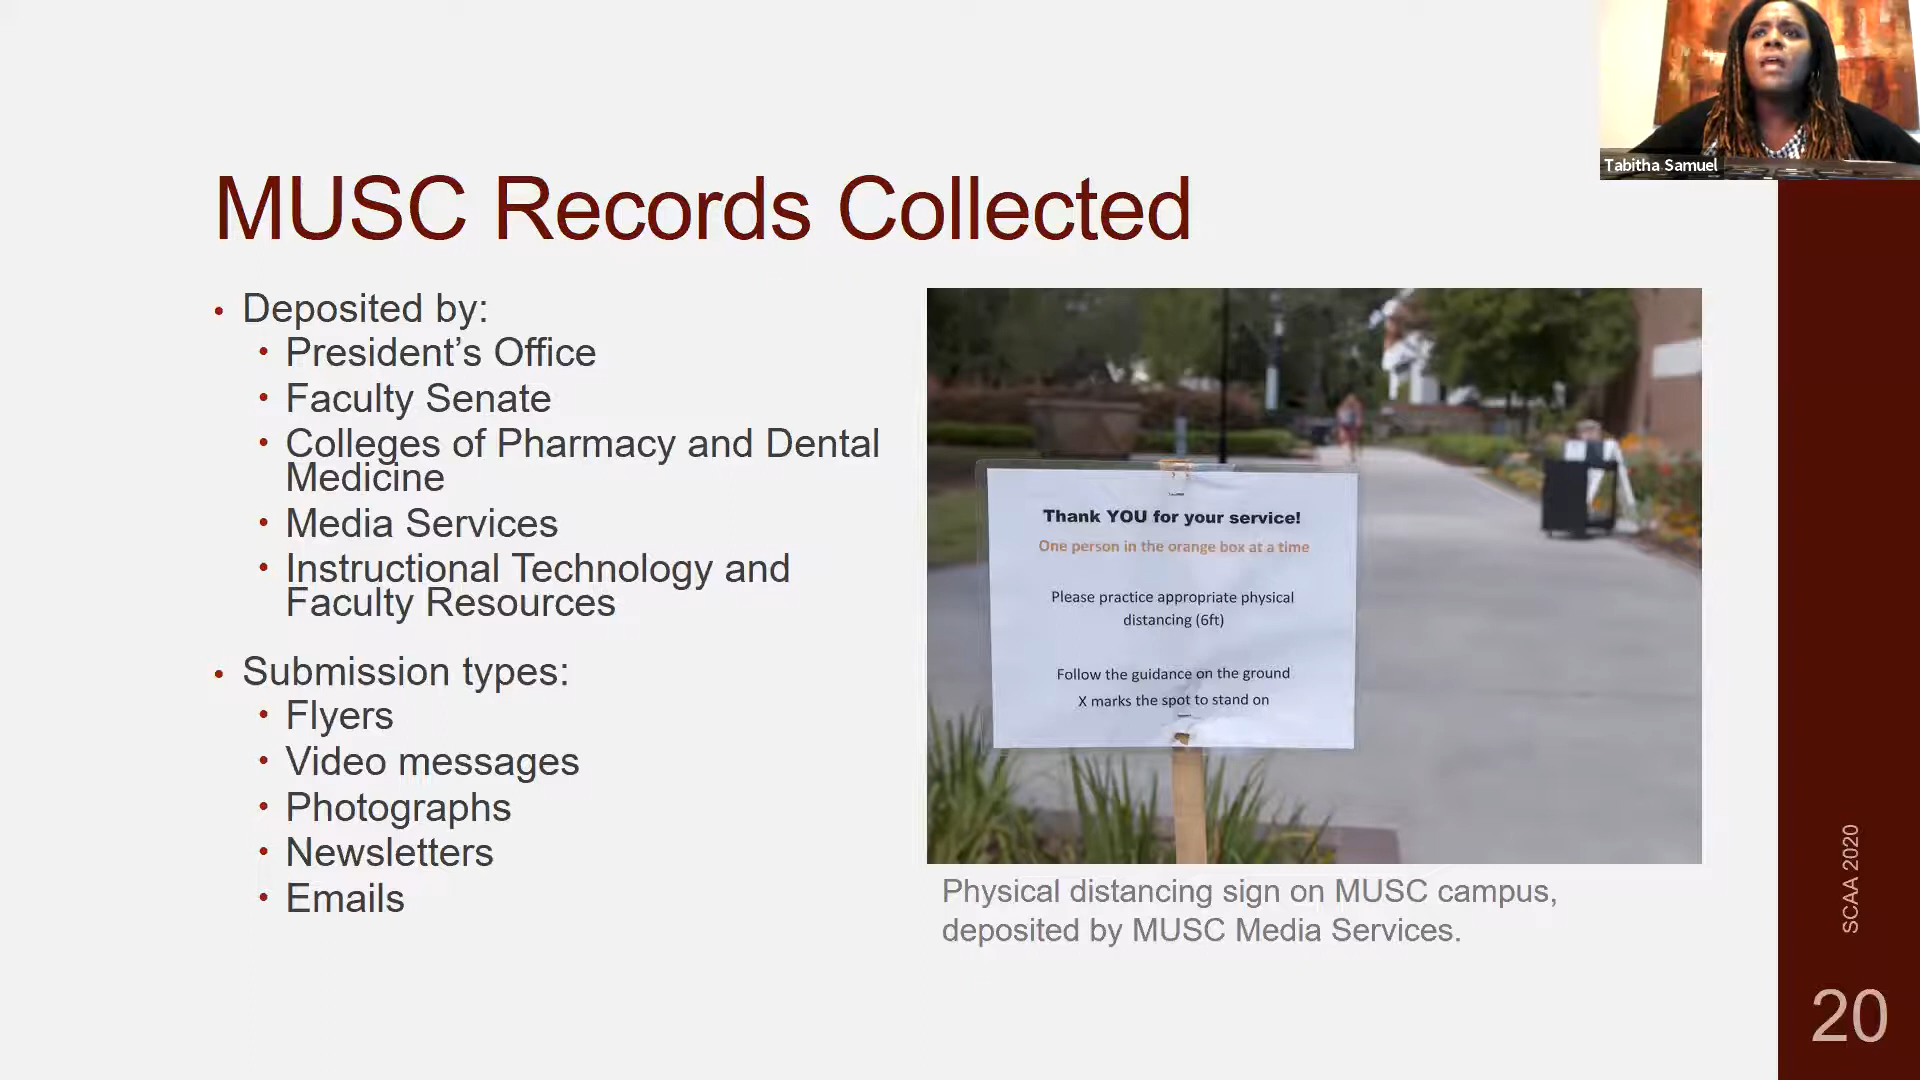 Tabitha Samuel
MUSC Records Collected
• Deposited by:
• President’s Office
• Faculty Senate
• Colleges of Pharmacy and Dental
Medicine
• Media Services
• Instructional Technology and
Faculty Resources
• Submission types:
• Flyers
• Video messages
• Photographs
• Newsletters
• Emails
Thank YOU for your service!
One person in the orange box at a time
Please practice appropriate physical
distancing (6ft)
Follow the guidance on the ground
X marks the spot to stand on
Physical distancing sign on MUSC campus,
deposited by MUSC Media Services.
SCAA 2020
20